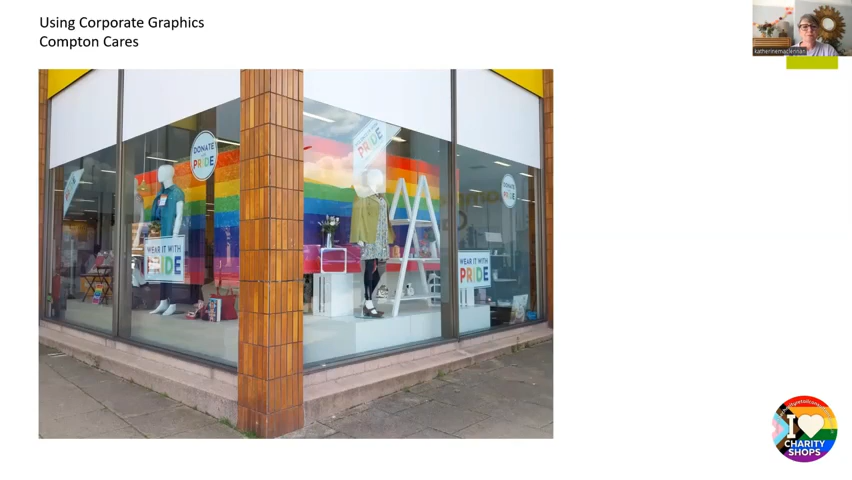 Using Corporate Graphics
Compton Cares
DONATE
PRIDE
PRIDE
WEAR IT WITH
PRIDE
DONATE
PRIDE
WEAR IT WITH
PRIDE
katherinemaclennan
I
CHARITY
SHOPS